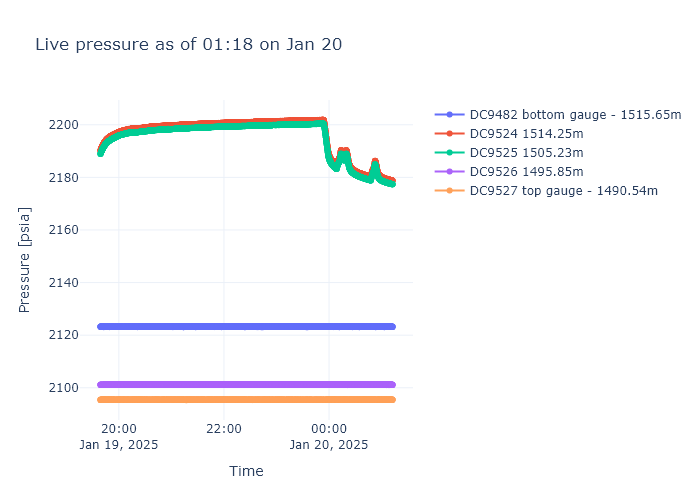 Live pressure as of 01:18 on Jan 20
DC9482 bottom gauge - 1515.65m
DC9524 1514.25m
DC9525 1505.23m
DC9526 1495.85m
DC9527 top gauge - 1490.54m
Pressure [psia]
2200
2180
2160
2140
2120
2100
20:00
Jan 19, 2025
22:00
00:00
Jan 20, 2025
Time